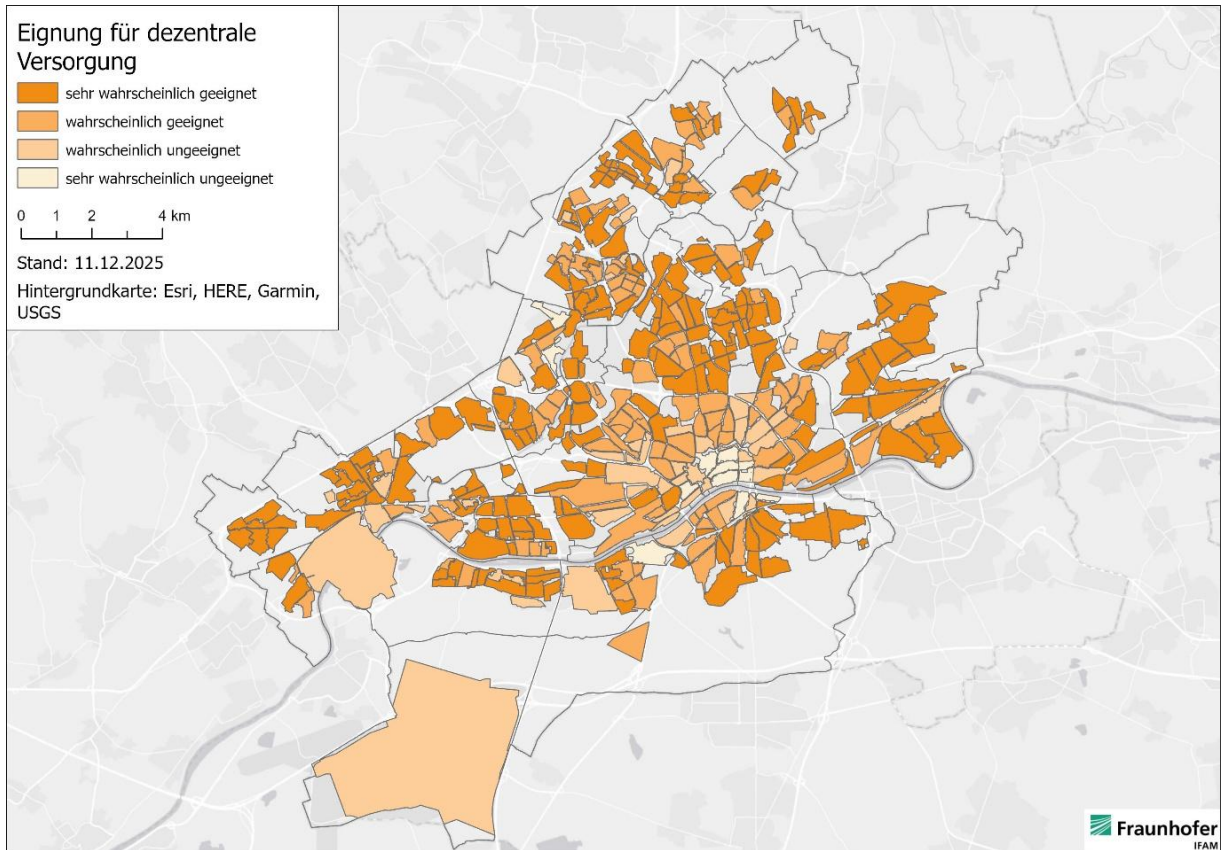 Eignung für dezentrale
Versorgung
sehr wahrscheinlich geeignet
wahrscheinlich geeignet
wahrscheinlich ungeeignet
sehr wahrscheinlich ungeeignet
0 1 2 4 km
Stand: 11.12.2025
Hintergrundkarte: Esri, HERE, Garmin,
USGS
Fraunhofer
IFAM